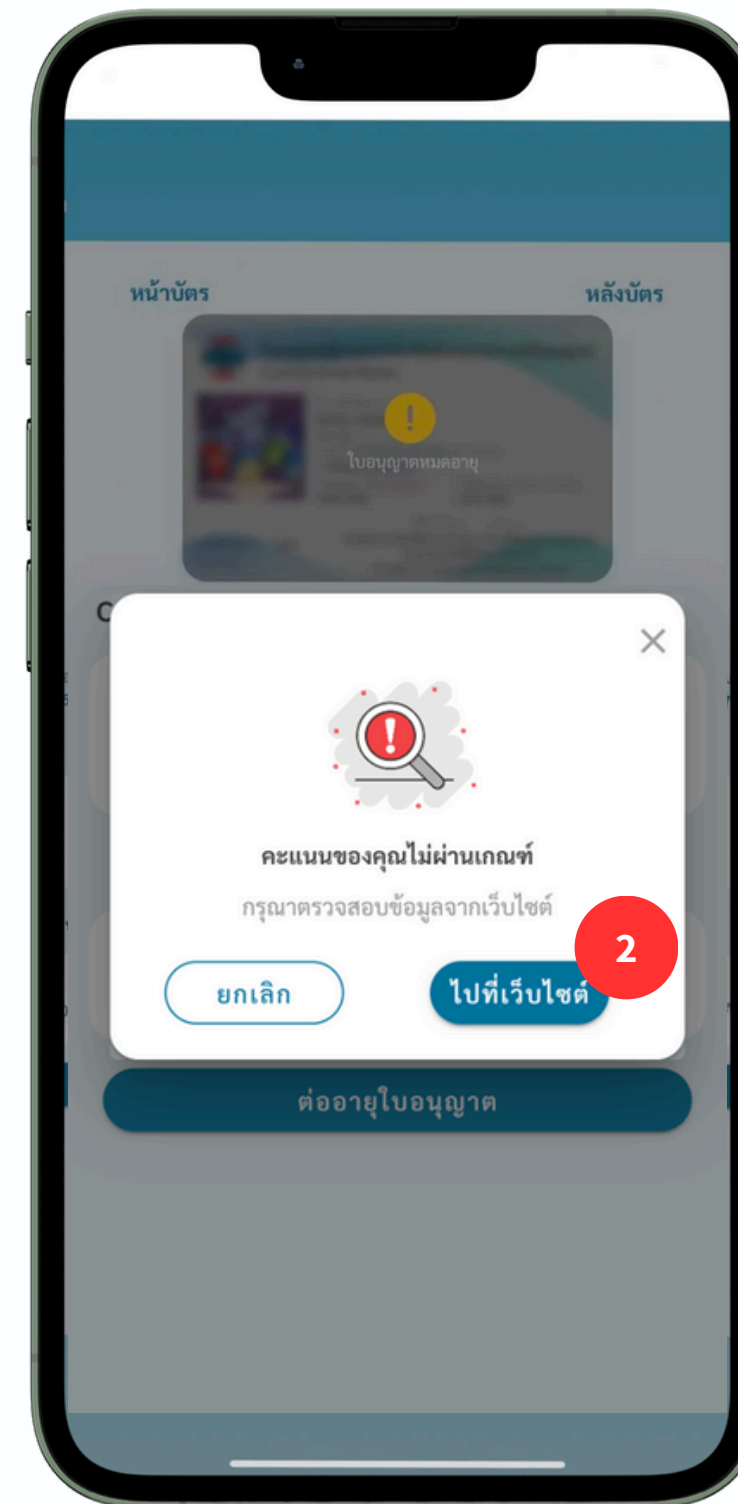 หน้าบัตร
หลังบัตร
!
ใบอนุญาตหมดอายุ
!
คะแนนของคุณไม่ผ่านเกณฑ์
กรุณาตรวจสอบข้อมูลจากเว็บไซต์
2
ยกเลิก
ไปที่เว็บไซต์
ต่ออายุใบอนุญาต